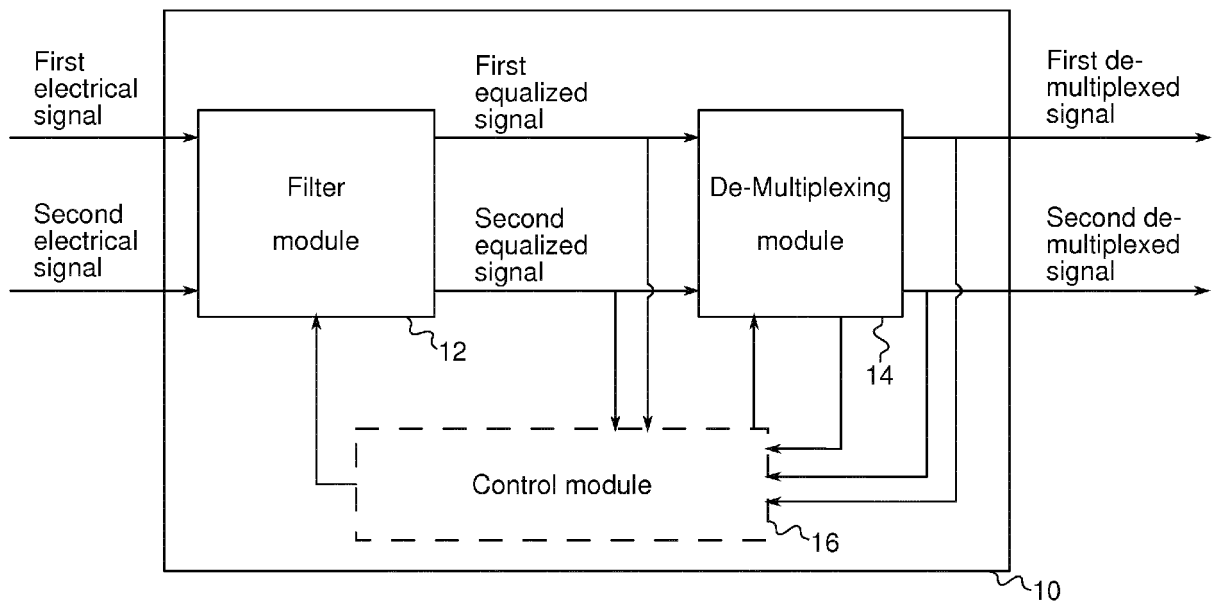 First
electrical
signal
First
equalized
signal
First de-
multiplexed
signal
Filter
module
De-Multiplexing
module
Second
electrical
signal
Second
equalized
signal
Second de-
multiplexed
signal
12
14
Control module
16
10